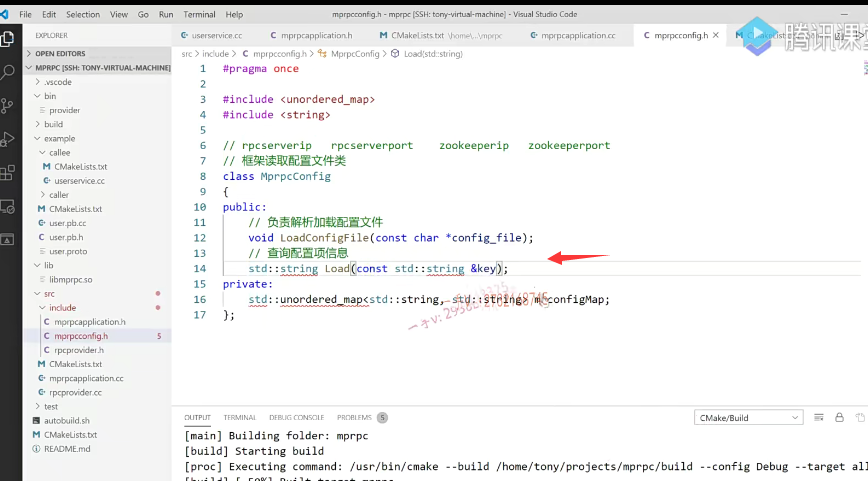 File Edit Selection View Go Run Terminal Help
mprpcconfig.h - mprpc [SSH: tony-virtual-machine] - Visual Studio Code
EXPLORER
OPEN EDITORS
MPRPC [SSH: TONY-VIRTUAL-MACHINE]
.vscode
bin
provider
build
example
callee
CMakeLists.txt
userservice.cc
caller
CMakeLists.txt
user.pb.cc
user.pb.h
user.proto
lib
libmprpc.so
src
include
mprpcapplication.h
mprpcconfig.h 5
rpcprovider.h
CMakeLists.txt
mprpcapplication.cc
rpcprovider.cc
test
autobuild.sh
CMakeLists.txt
README.md
userservice.cc mprpcapplication.h CMakeLists.txt \home\...\mprpc mprpcapplication.cc mprpcconfig.h
腾讯课堂
src > include > mprpcconfig.h > MprpcConfig > Load(std::string)
1 #pragma once
2
3 #include <unordered_map>
4 #include <string>
5
6 // rpcserverip rpcserverport zookeeperip zookeeperport
7 // 框架读取配置文件类
8 class MprpcConfig
9 {
10 public:
11 // 负责解析加载配置文件
12 void LoadConfigFile(const char *config_file);
13 // 查询配置项信息
14 std::string Load(const std::string &key);
15 private:
16 std::unordered_map<std::string, std::string> m_configMap;
17 };
OUTPUT TERMINAL DEBUG CONSOLE PROBLEMS 5
CMake/Build
[main] Building folder: mprpc
[build] Starting build
[proc] Executing command: /usr/bin/cmake --build /home/tony/projects/mprpc/build --config Debug --target all